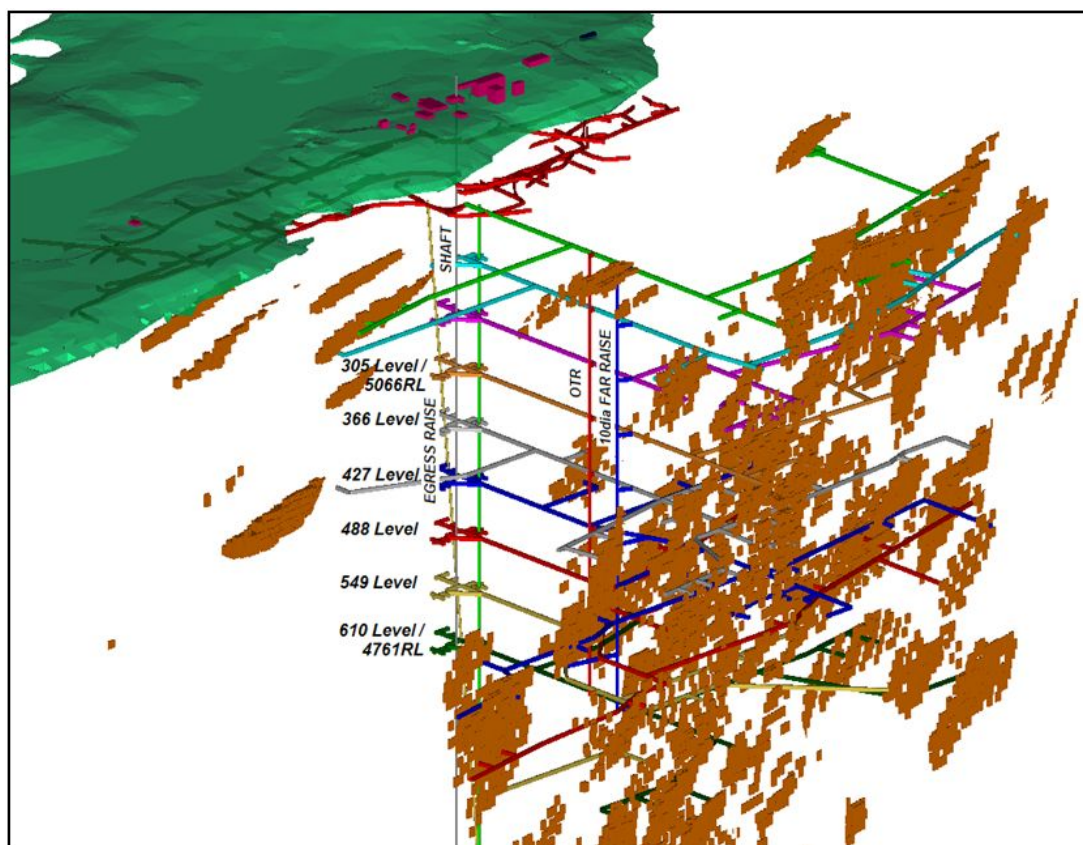 SHAFT
305 Level /
5066RL
366 Level
EGRESS RAISE
427 Level
488 Level
549 Level
610 Level /
4761RL
OTR
10dia FAR RAISE